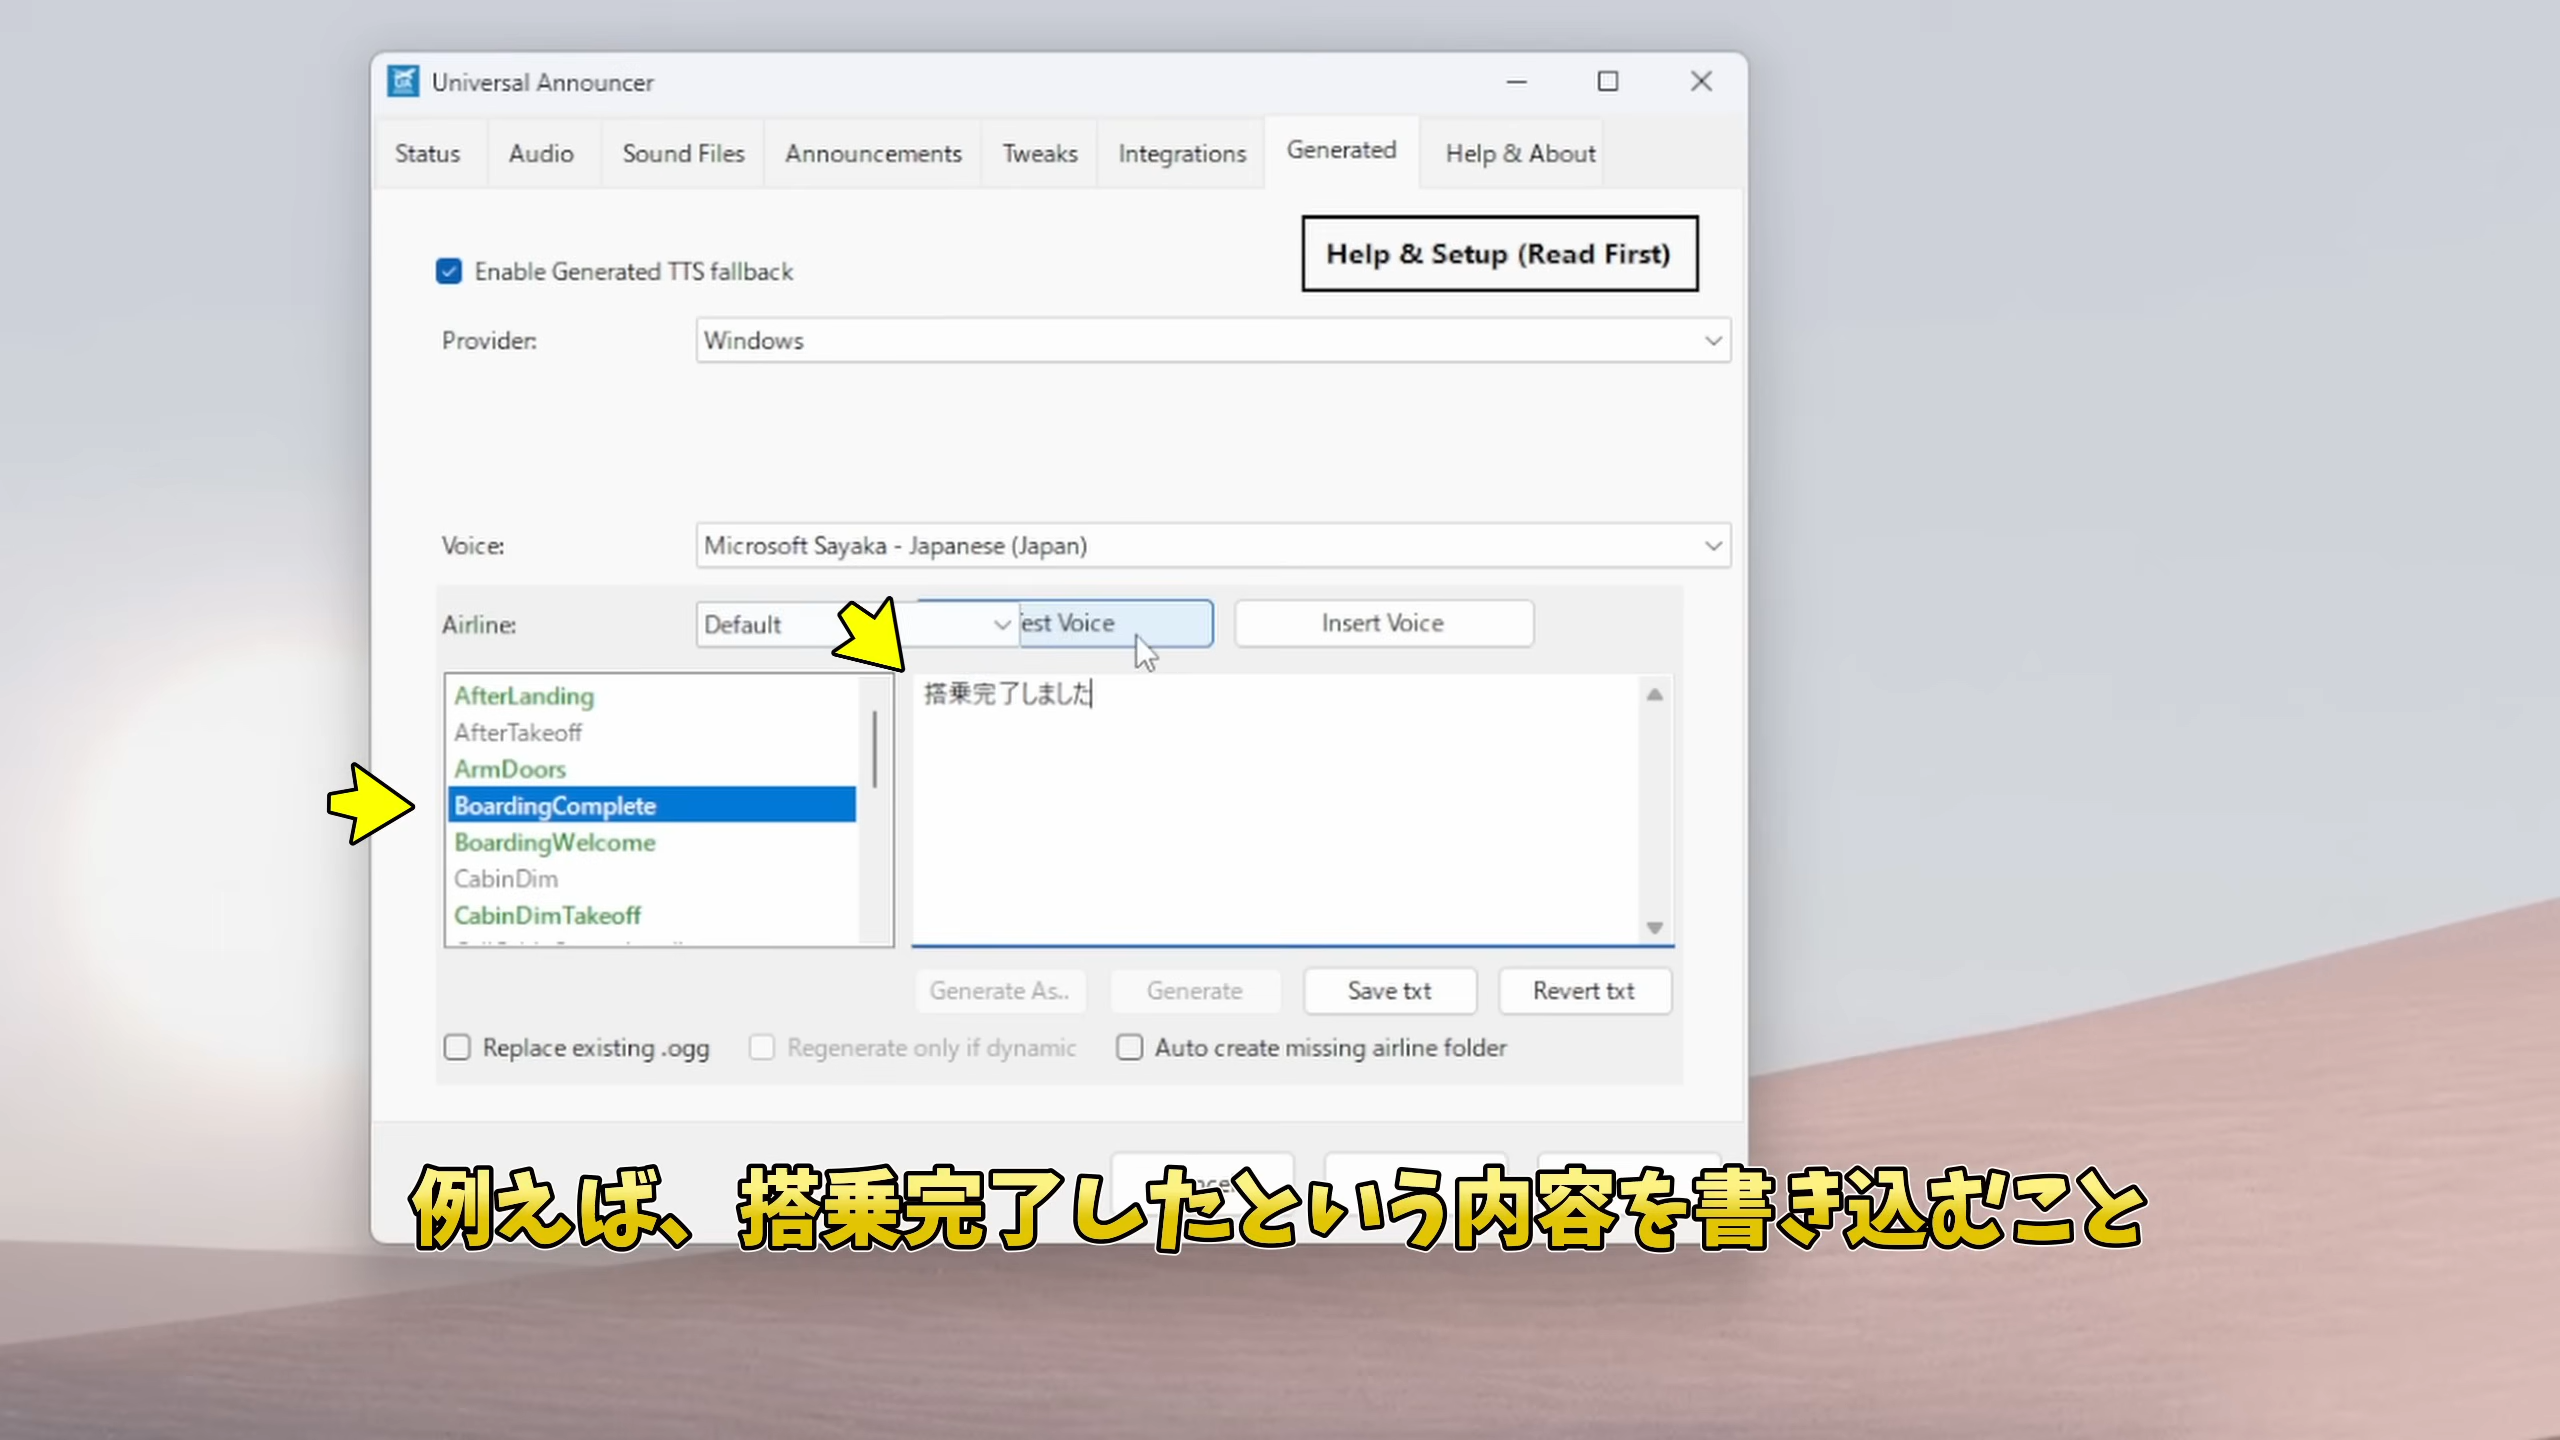 Universal Announcer
Status Audio Sound Files Announcements Tweaks Integrations Generated Help & About
Help & Setup (Read First)
Enable Generated TTS fallback
Provider: Windows
Voice: Microsoft Sayaka - Japanese (Japan)
Airline: Default est Voice Insert Voice
AfterLanding
AfterTakeoff
ArmDoors
BoardingComplete
BoardingWelcome
CabinDim
CabinDimTakeoff
搭乗完了しました
Generate As.. Generate Save txt Revert txt
Replace existing .ogg Regenerate only if dynamic Auto create missing airline folder
例えば、搭乗完了したという内容を書き込むこと